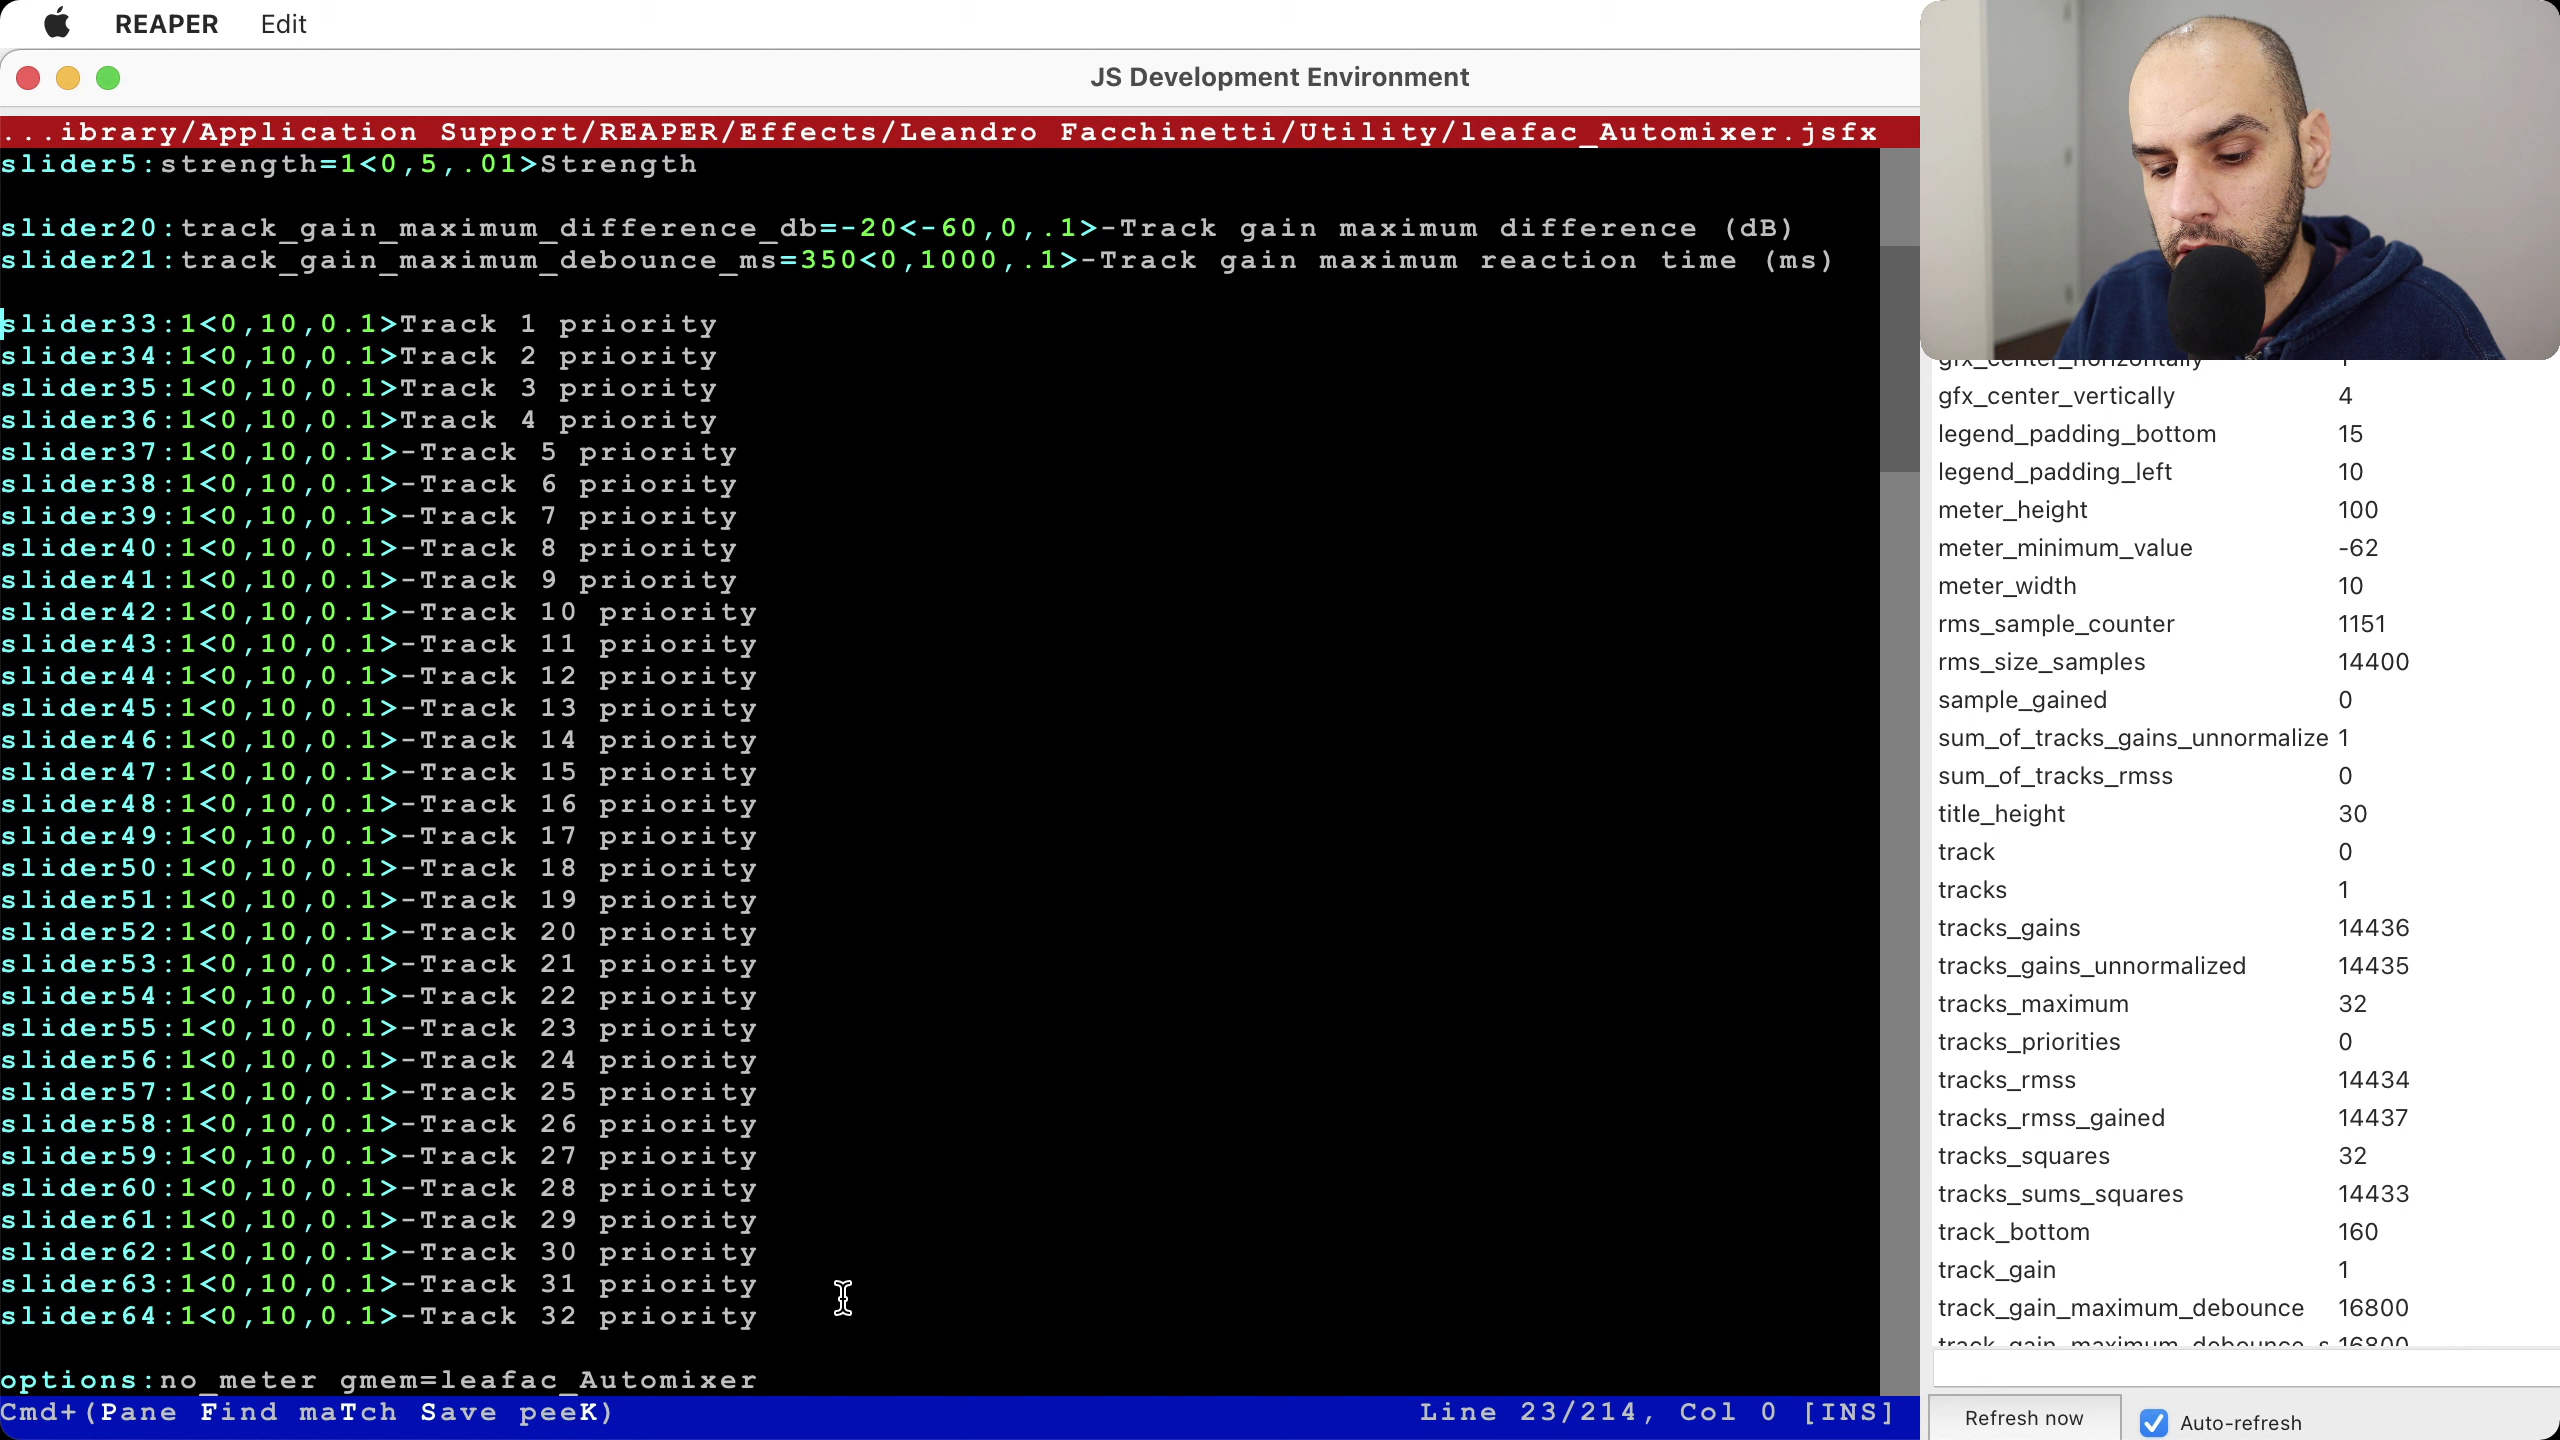 REAPER Edit
JS Development Environment
...ibrary/Application Support/REAPER/Effects/Leandro Facchinetti/Utility/leafac_Automixer.jsfx
slider5:strength=1<0,5,.01>Strength
slider20:track_gain_maximum_difference_db=-20<-60,0,.1>-Track gain maximum difference (dB)
slider21:track_gain_maximum_debounce_ms=350<0,1000,.1>-Track gain maximum reaction time (ms)
slider33:1<0,10,0.1>Track 1 priority
slider34:1<0,10,0.1>Track 2 priority
slider35:1<0,10,0.1>Track 3 priority
slider36:1<0,10,0.1>Track 4 priority
slider37:1<0,10,0.1>-Track 5 priority
slider38:1<0,10,0.1>-Track 6 priority
slider39:1<0,10,0.1>-Track 7 priority
slider40:1<0,10,0.1>-Track 8 priority
slider41:1<0,10,0.1>-Track 9 priority
slider42:1<0,10,0.1>-Track 10 priority
slider43:1<0,10,0.1>-Track 11 priority
slider44:1<0,10,0.1>-Track 12 priority
slider45:1<0,10,0.1>-Track 13 priority
slider46:1<0,10,0.1>-Track 14 priority
slider47:1<0,10,0.1>-Track 15 priority
slider48:1<0,10,0.1>-Track 16 priority
slider49:1<0,10,0.1>-Track 17 priority
slider50:1<0,10,0.1>-Track 18 priority
slider51:1<0,10,0.1>-Track 19 priority
slider52:1<0,10,0.1>-Track 20 priority
slider53:1<0,10,0.1>-Track 21 priority
slider54:1<0,10,0.1>-Track 22 priority
slider55:1<0,10,0.1>-Track 23 priority
slider56:1<0,10,0.1>-Track 24 priority
slider57:1<0,10,0.1>-Track 25 priority
slider58:1<0,10,0.1>-Track 26 priority
slider59:1<0,10,0.1>-Track 27 priority
slider60:1<0,10,0.1>-Track 28 priority
slider61:1<0,10,0.1>-Track 29 priority
slider62:1<0,10,0.1>-Track 30 priority
slider63:1<0,10,0.1>-Track 31 priority
slider64:1<0,10,0.1>-Track 32 priority
options:no_meter gmem=leafac_Automixer
Cmd+(Pane Find maTch Save peeK) Line 23/214, Col 0 [INS]
gfx_center_horizontally
gfx_center_vertically 4
legend_padding_bottom 15
legend_padding_left 10
meter_height 100
meter_minimum_value -62
meter_width 10
rms_sample_counter 1151
rms_size_samples 14400
sample_gained 0
sum_of_tracks_gains_unnormalize 1
sum_of_tracks_rmss 0
title_height 30
track 0
tracks 1
tracks_gains 14436
tracks_gains_unnormalized 14435
tracks_maximum 32
tracks_priorities 0
tracks_rmss 14434
tracks_rmss_gained 14437
tracks_squares 32
tracks_sums_squares 14433
track_bottom 160
track_gain 1
track_gain_maximum_debounce 16800
track_gain_maximum_debounce_s 16800
Refresh now Auto-refresh